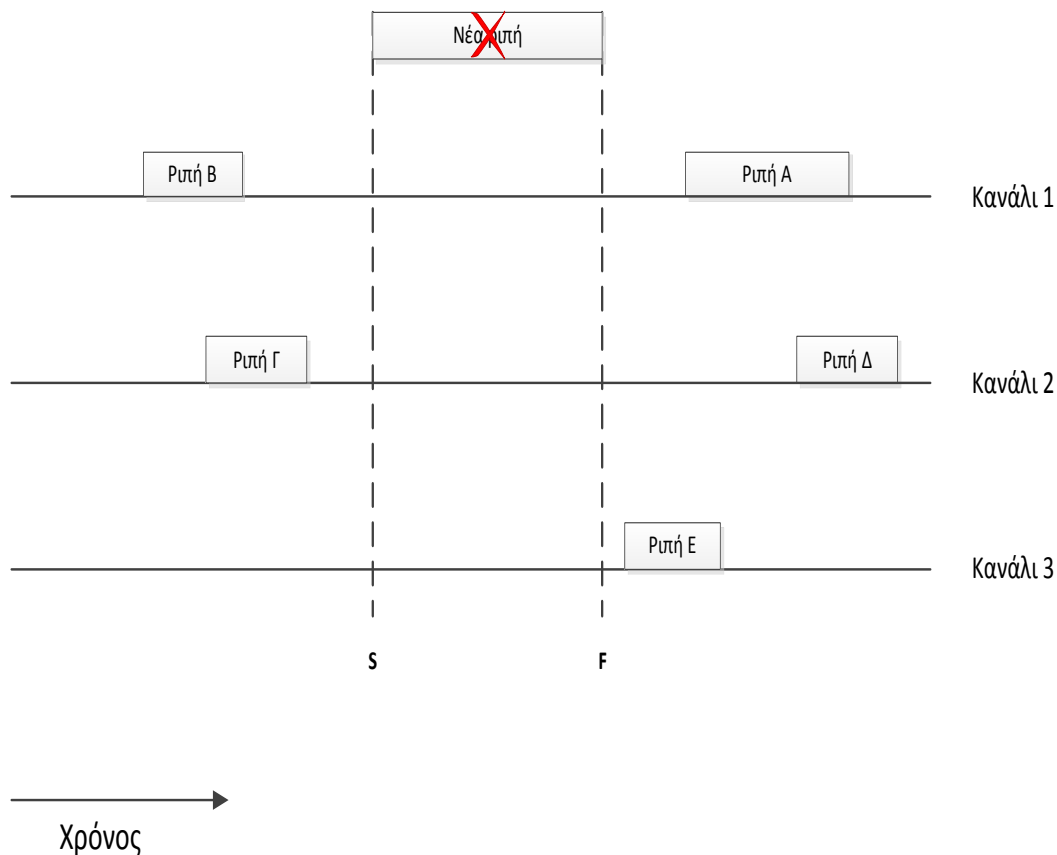 Νέα ριπή
Ριπή Β
Ριπή Α
Κανάλι 1
Ριπή Γ
Ριπή Δ
Κανάλι 2
Ριπή Ε
Κανάλι 3
S
F
Χρόνος